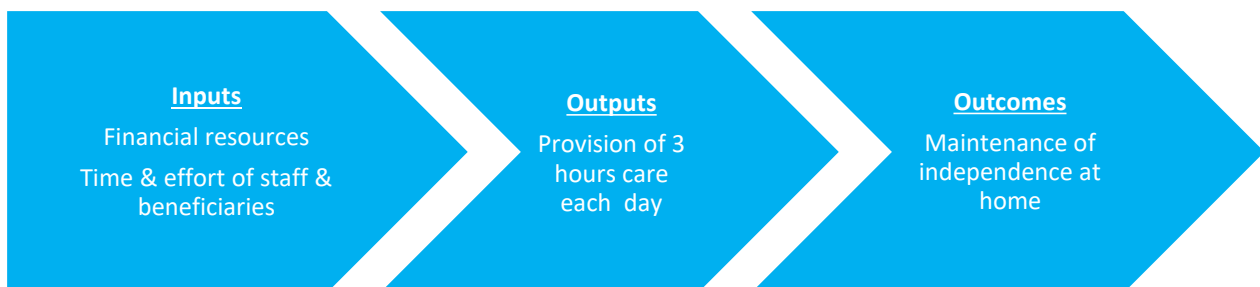 Inputs
Financial resources
Time & effort of staff &
beneficiaries
Outputs
Provision of 3
hours care
each day
Outcomes
Maintenance of
independence at
home